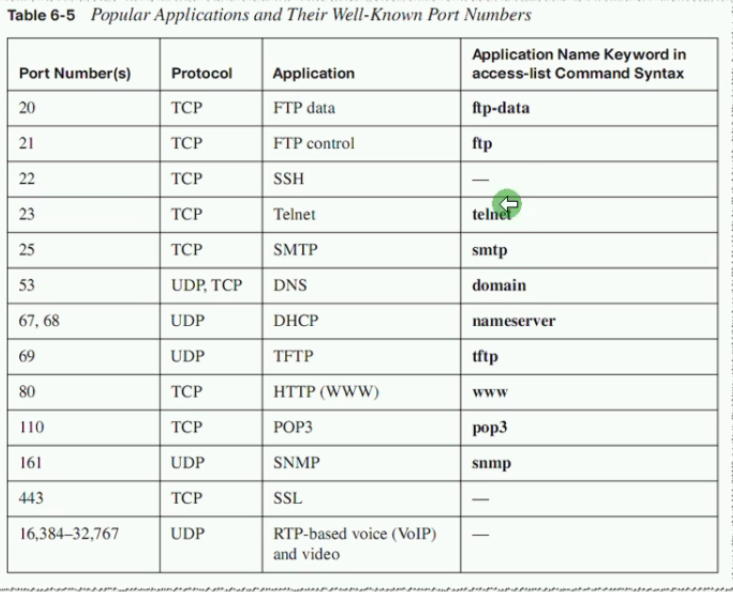 Table 6-5 Popular Applications and Their Well-Known Port Numbers
Port Number(s) Protocol Application Application Name Keyword in access-list Command Syntax
20 TCP FTP data ftp-data
21 TCP FTP control ftp
22 TCP SSH —
23 TCP Telnet telnet
25 TCP SMTP smtp
53 UDP, TCP DNS domain
67, 68 UDP DHCP nameserver
69 UDP TFTP tftp
80 TCP HTTP (WWW) www
110 TCP POP3 pop3
161 UDP SNMP snmp
443 TCP SSL —
16,384–32,767 UDP RTP-based voice (VoIP) —
and video